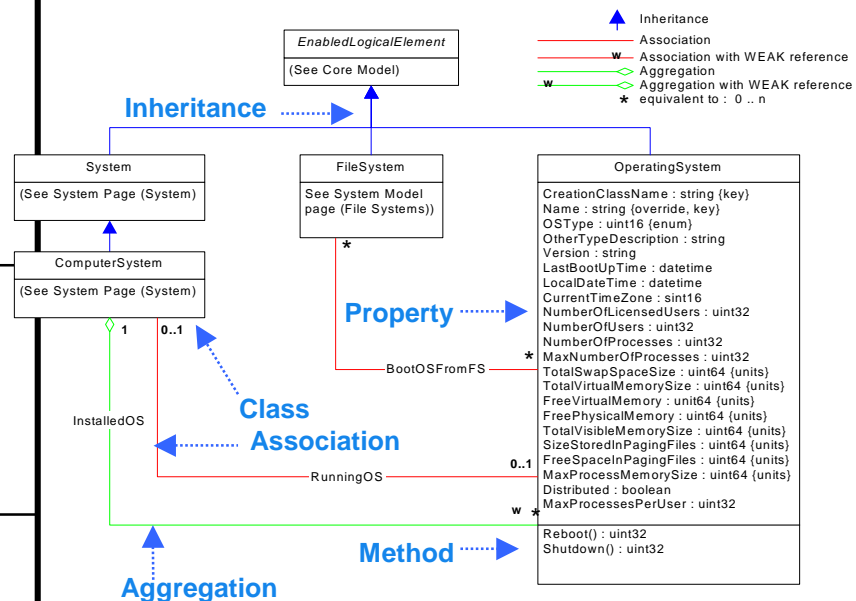 Inheritance
Association
w Association with WEAK reference
Aggregation
w Aggregation with WEAK reference
* equivalent to : 0 .. n
EnabledLogicalElement
(See Core Model)
Inheritance
System
(See System Page (System)
FileSystem
See System Model
page (File Systems))
*
ComputerSystem
(See System Page (System)
1
0..1
OperatingSystem
CreationClassName : string {key}
Name : string {override, key}
OSType : uint16 {enum}
OtherTypeDescription : string
Version : string
LastBootUpTime : datetime
LocalDateTime : datetime
CurrentTimeZone : sint16
NumberOfLicensedUsers : uint32
NumberOfUsers : uint32
NumberOfProcesses : uint32
MaxNumberOfProcesses : uint32
TotalSwapSpaceSize : uint64 {units}
TotalVirtualMemorySize : uint64 {units}
FreeVirtualMemory : unit64 {units}
FreePhysicalMemory : uint64 {units}
TotalVisibleMemorySize : uint64 {units}
SizeStoredInPagingFiles : uint64 {units}
FreeSpaceInPagingFiles : uint64 {units}
MaxProcessMemorySize : uint64 {units}
Distributed : boolean
MaxProcessesPerUser : uint32
Reboot() : uint32
Shutdown() : uint32
Property
*
BootOSFromFS
Class
InstalledOS
Association
0..1
RunningOS
w *
Method
Aggregation